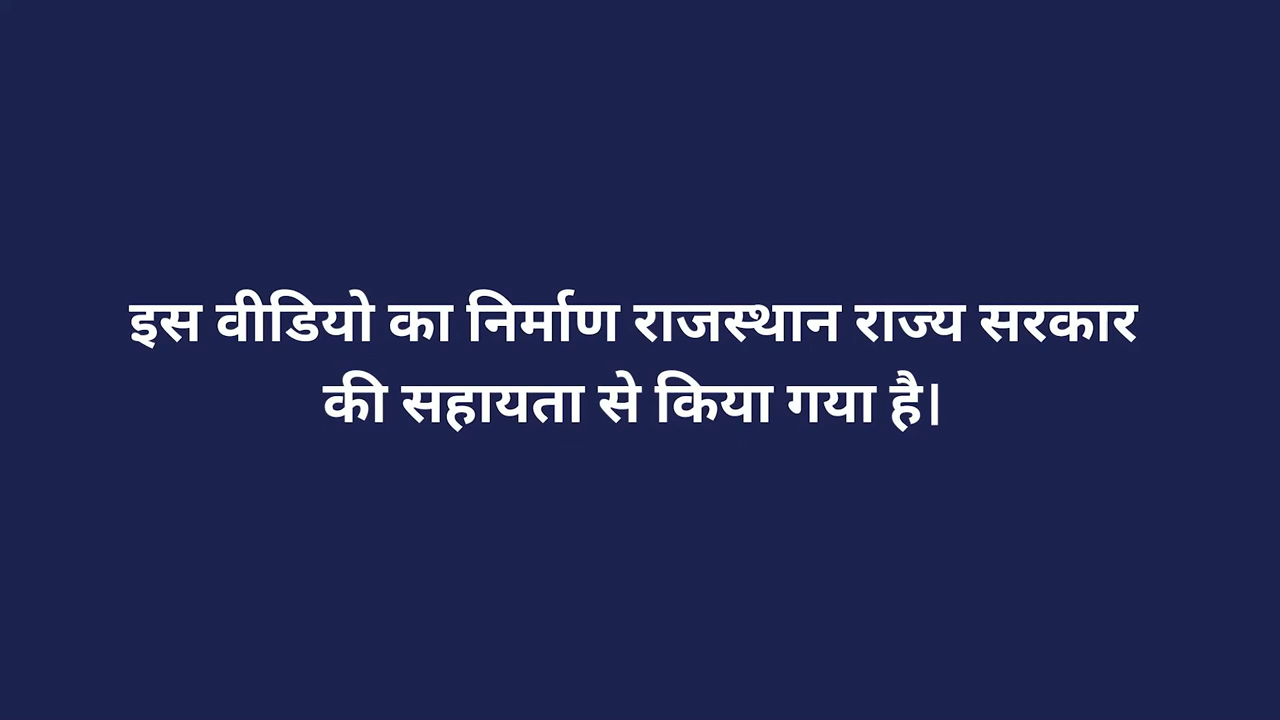 इस वीडियो का निर्माण राजस्थान राज्य सरकार
की सहायता से किया गया है।